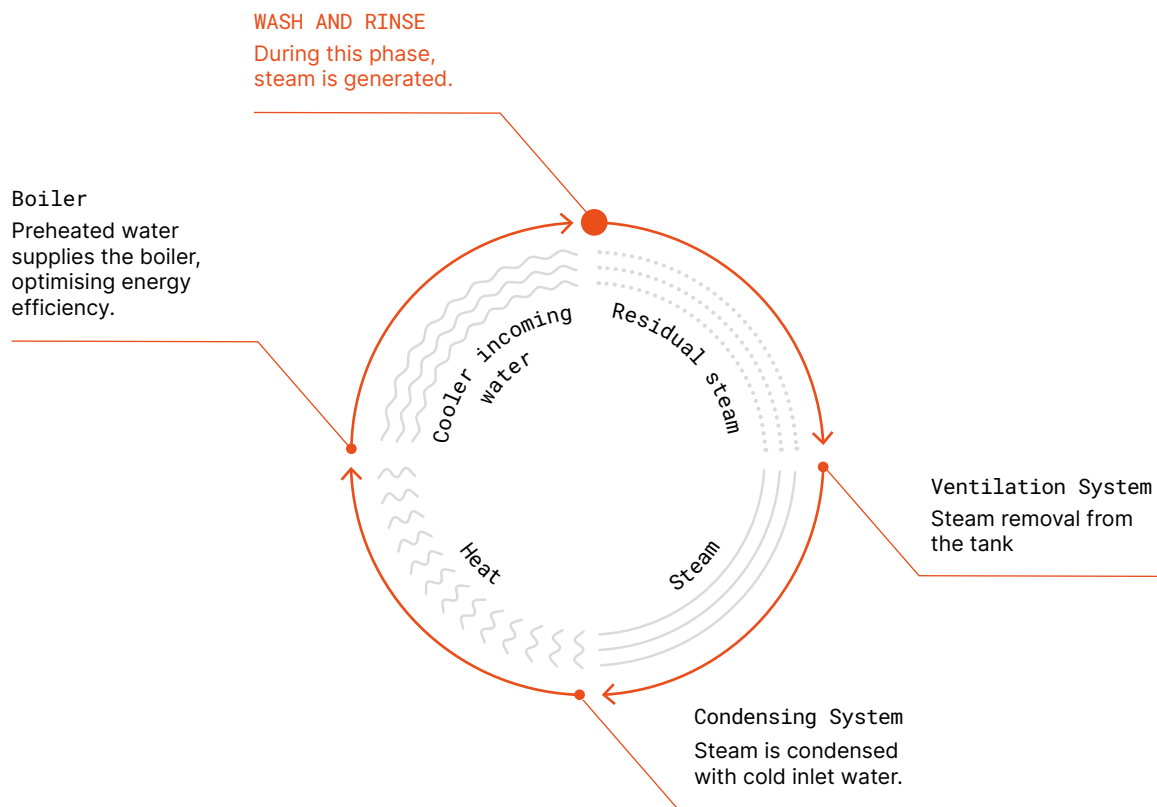 WASH AND RINSE
During this phase,
steam is generated.
Boiler
Preheated water
supplies the boiler,
optimising energy
efficiency.
Cooler incoming
water
Residual steam
Heat
Steam
Ventilation System
Steam removal from
the tank
Condensing System
Steam is condensed
with cold inlet water.